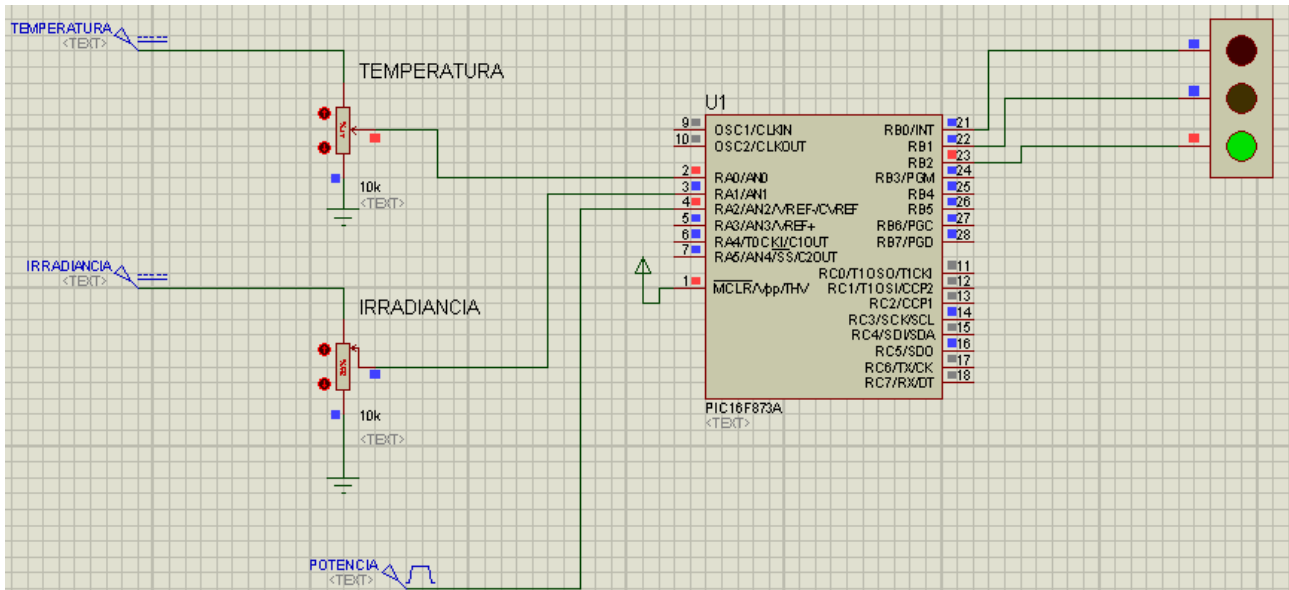 TEMPERATURA
<TEXT>
TEMPERATURA
10k
<TEXT>
IRRADIANCIA
<TEXT>
IRRADIANCIA
10k
<TEXT>
POTENCIA
<TEXT>
U1
9 OSC1/CLKIN RB0/INT 21
10 OSC2/CLKOUT RB1 22
RB2 23
2 RA0/AN0 RB3/PGM 24
3 RA1/AN1 RB4 25
4 RA2/AN2/VREF-/CVREF RB5 26
5 RA3/AN3/VREF+ RB6/PGC 27
6 RA4/T0CKI/C1OUT RB7/PGD 28
7 RA5/AN4/SS/C2OUT
RC0/T1OSO/T1CKI 11
1 MCLR/Vpp/THV RC1/T1OSI/CCP2 12
RC2/CCP1 13
RC3/SCK/SCL 14
RC4/SDI/SDA 15
RC5/SDO 16
RC6/TX/CK 17
RC7/RX/DT 18
PIC16F873A
<TEXT>